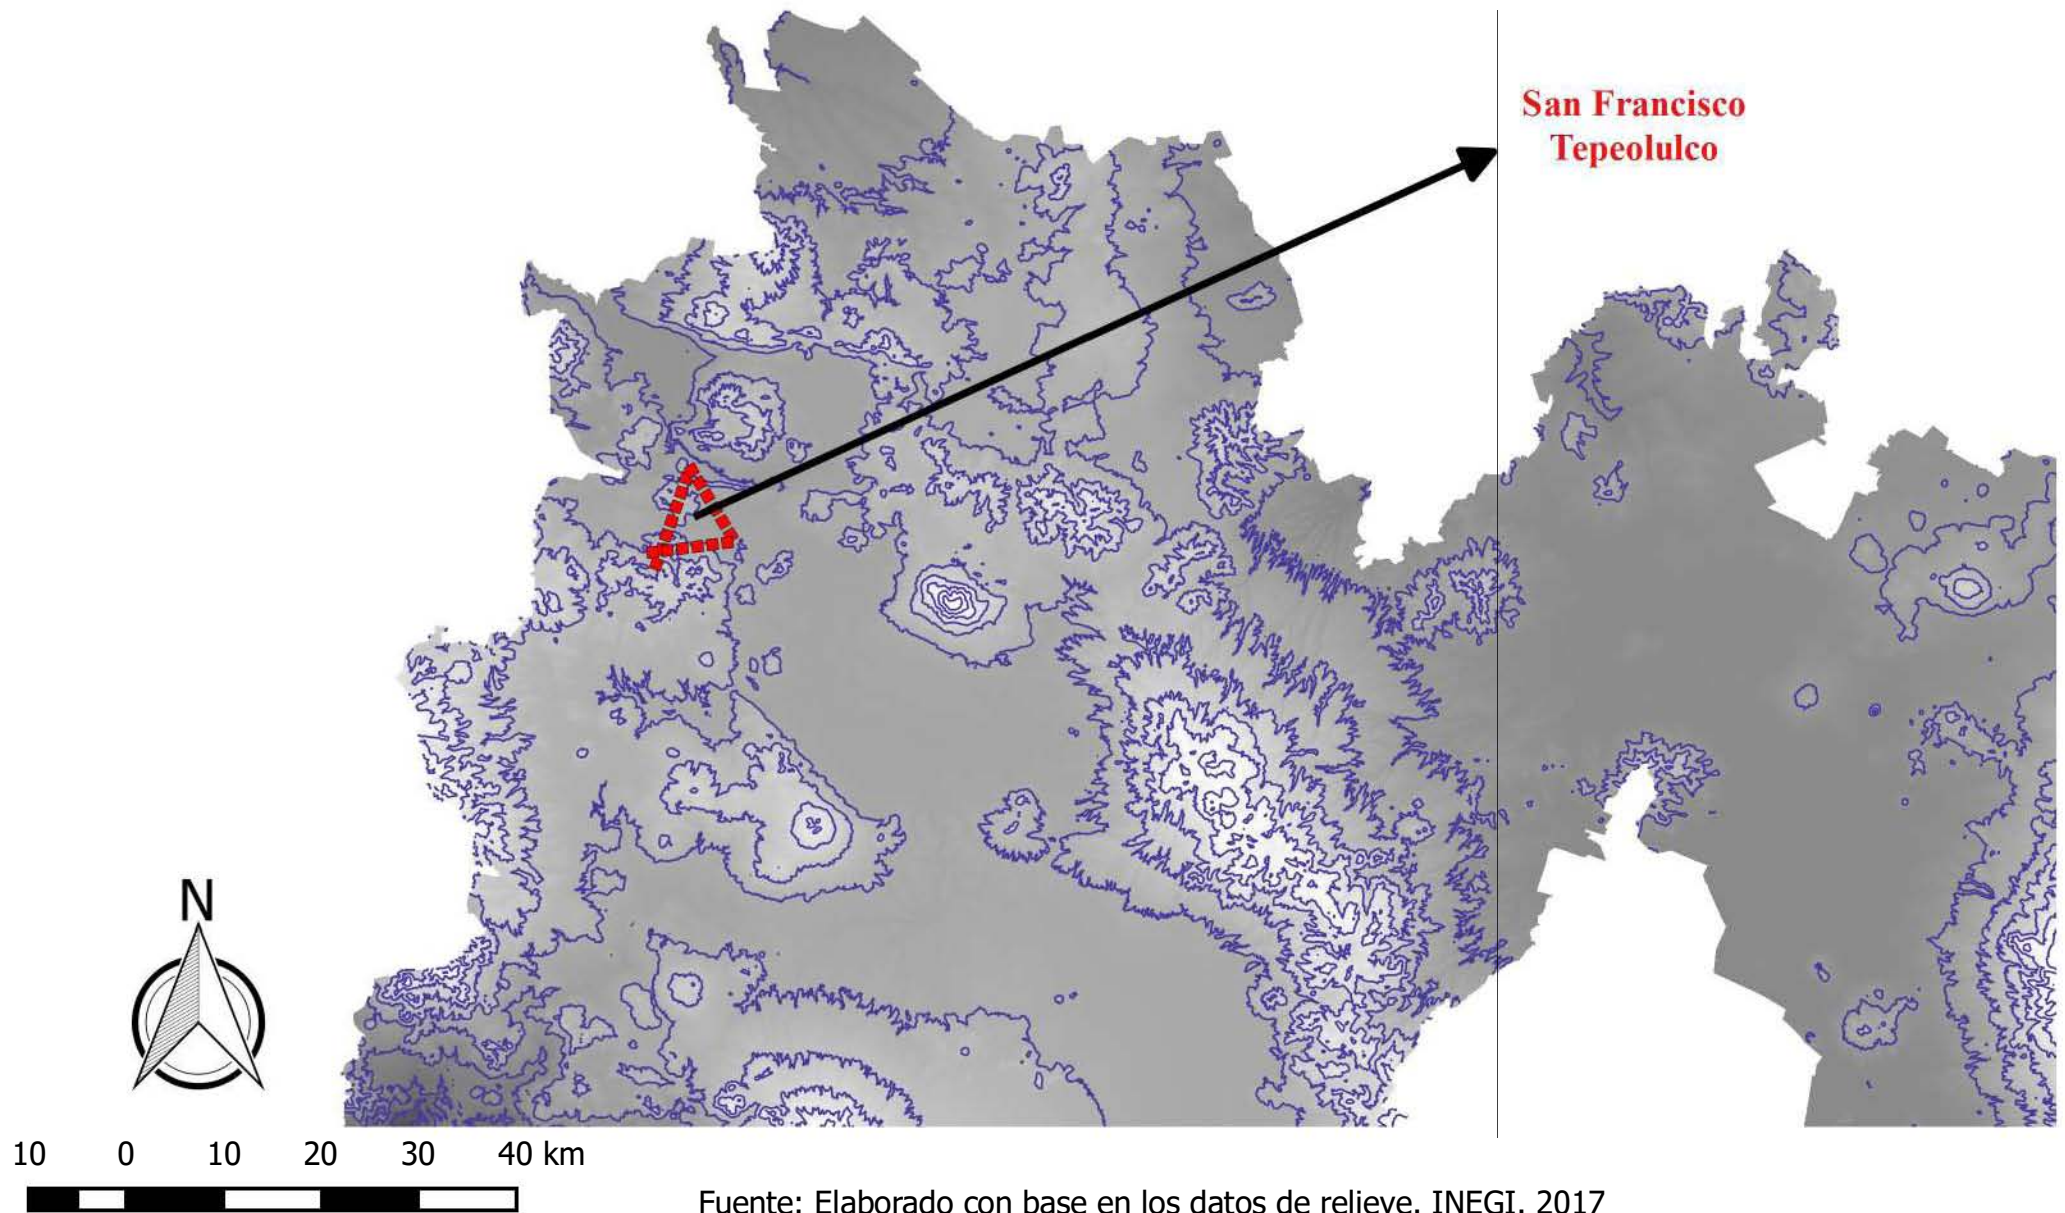 San Francisco
Tepeolulco
N
10 0 10 20 30 40 km
Fuente: Elaborado con base en los datos de relieve. INEGI. 2017